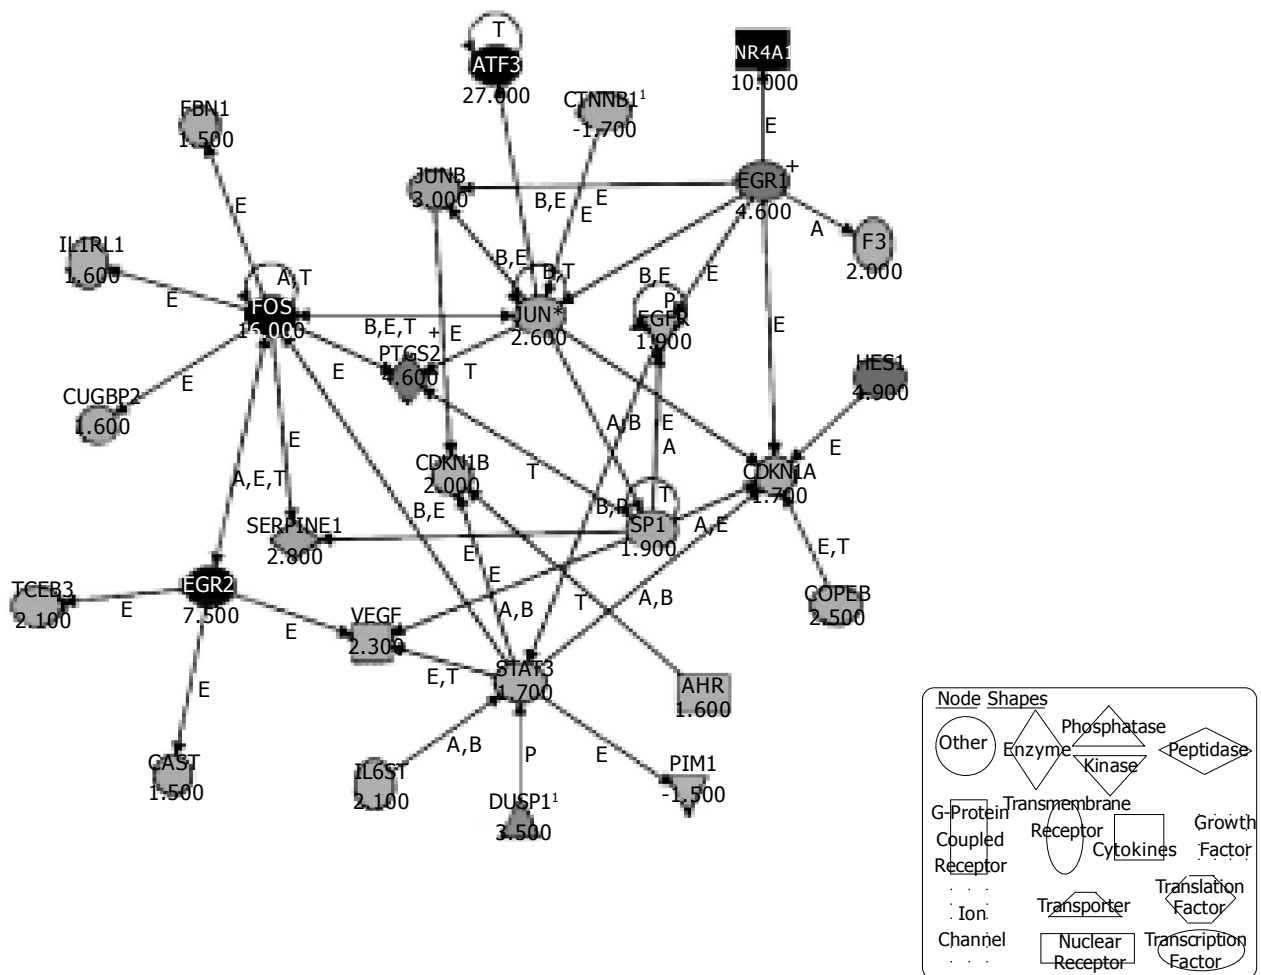 T
ATF3
27.000
NR4A1
10.000
CTNNB1¹
-1.700
FBN1
1.500
E
JUNB
3.000
EGR1+
4.600
B,E
E
E
E
A
F3
2.000
IL1RL1
1.600
E
A,T
FOS
16.000
B,E
B,T
JUN*
2.600
B,E
P
E
EGFR
1.900
B,E,T
+
E
E
PTGS2
4.600
E
T
HES1
4.900
CUGBP2
1.600
E
E
A,B
E
A
E
CDKN1B
2.000
T
CDKN1A
1.700
A,E,T
B,E
B,P
T
SERPINE1
2.800
SP1
1.900
A,E
E,T
E
E
TCEB3
2.100
E
EGR2
7.500
E
VEGF
2.300
A,B
T
A,B
COPEB
2.500
E,T
STAT3
1.700
AHR
1.600
E
A,B
P
E
CAST
1.500
IL6ST
2.100
DUSP1¹
3.500
PIM1
-1.500
Node Shapes
Other
Enzyme
Phosphatase
Kinase
Peptidase
G-Protein
Coupled
Receptor
Transmembrane
Receptor
Cytokines
Growth
Factor
Ion
Channel
Transporter
Translation
Factor
Nuclear
Receptor
Transcription
Factor